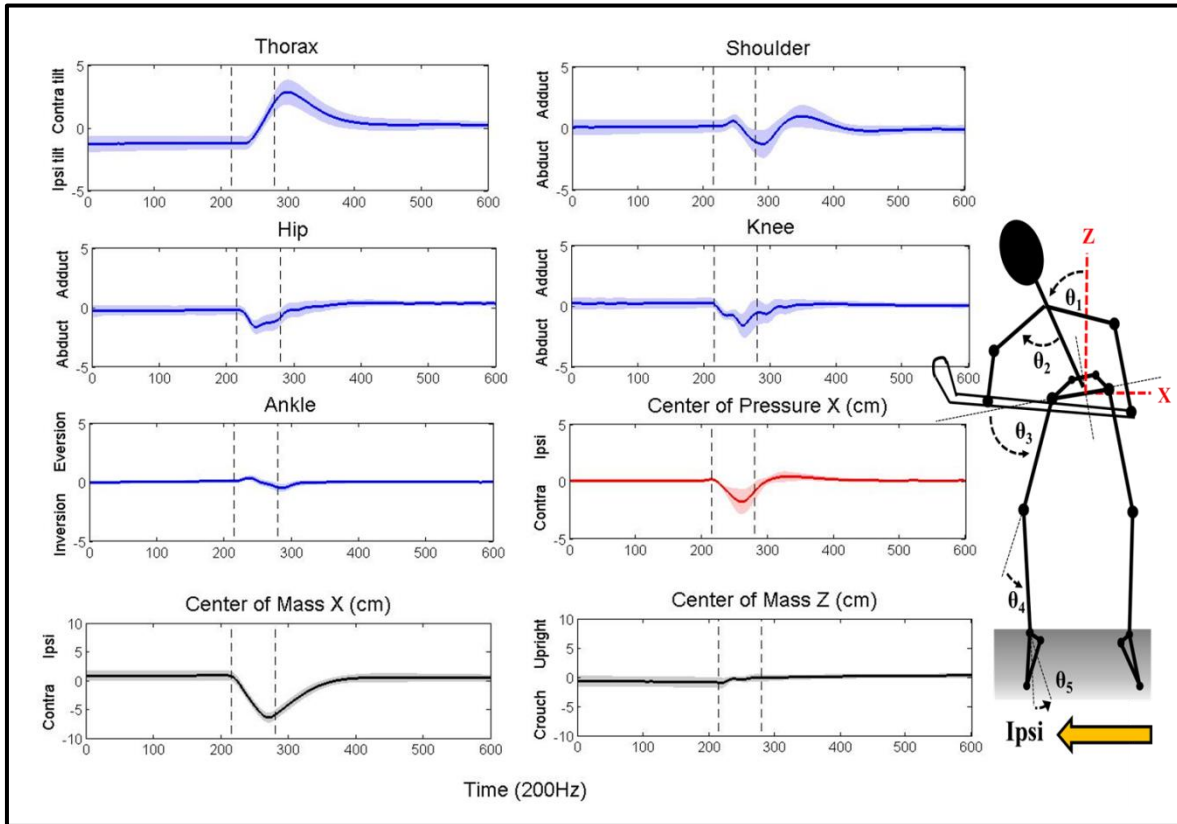 Thorax
5
Contra tilt
0
Ipsi tilt
-5
0 100 200 300 400 500 600
Shoulder
5
Adduct
0
Abduct
-5
0 100 200 300 400 500 600
Hip
5
Adduct
0
Abduct
-5
0 100 200 300 400 500 600
Knee
5
Adduct
0
Abduct
-5
0 100 200 300 400 500 600
Ankle
5
Eversion
0
Inversion
-5
0 100 200 300 400 500 600
Center of Pressure X (cm)
5
Ipsi
0
Contra
-5
0 100 200 300 400 500 600
Center of Mass X (cm)
10
Ipsi
5
0
Contra
-5
-10
0 100 200 300 400 500 600
Center of Mass Z (cm)
10
Upright
5
0
Crouch
-5
-10
0 100 200 300 400 500 600
Time (200Hz)
Z
θ1
θ2
X
θ3
θ4
θ5
Ipsi